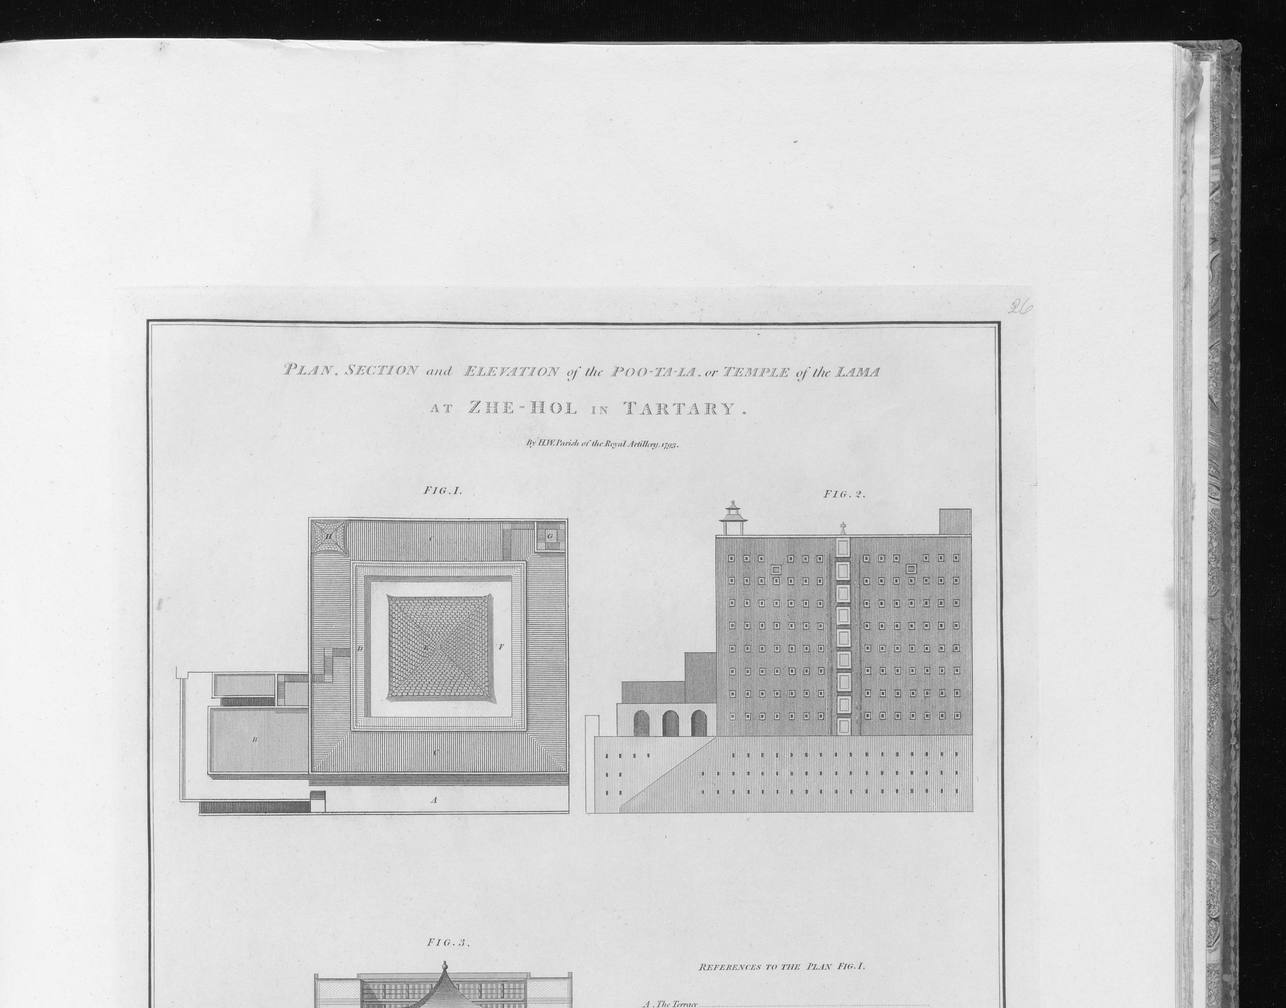 26
PLAN, SECTION and ELEVATION of the POO-TA-LA, or TEMPLE of the LAMA
AT ZHE-HOL IN TARTARY.
By H.W. Parish of the Royal Artillery, 1793.
FIG. 1.
FIG. 2.
H
C
G
D
E
F
B
C
A
FIG. 3.
REFERENCES TO THE PLAN FIG. 1.
A. The Terrace